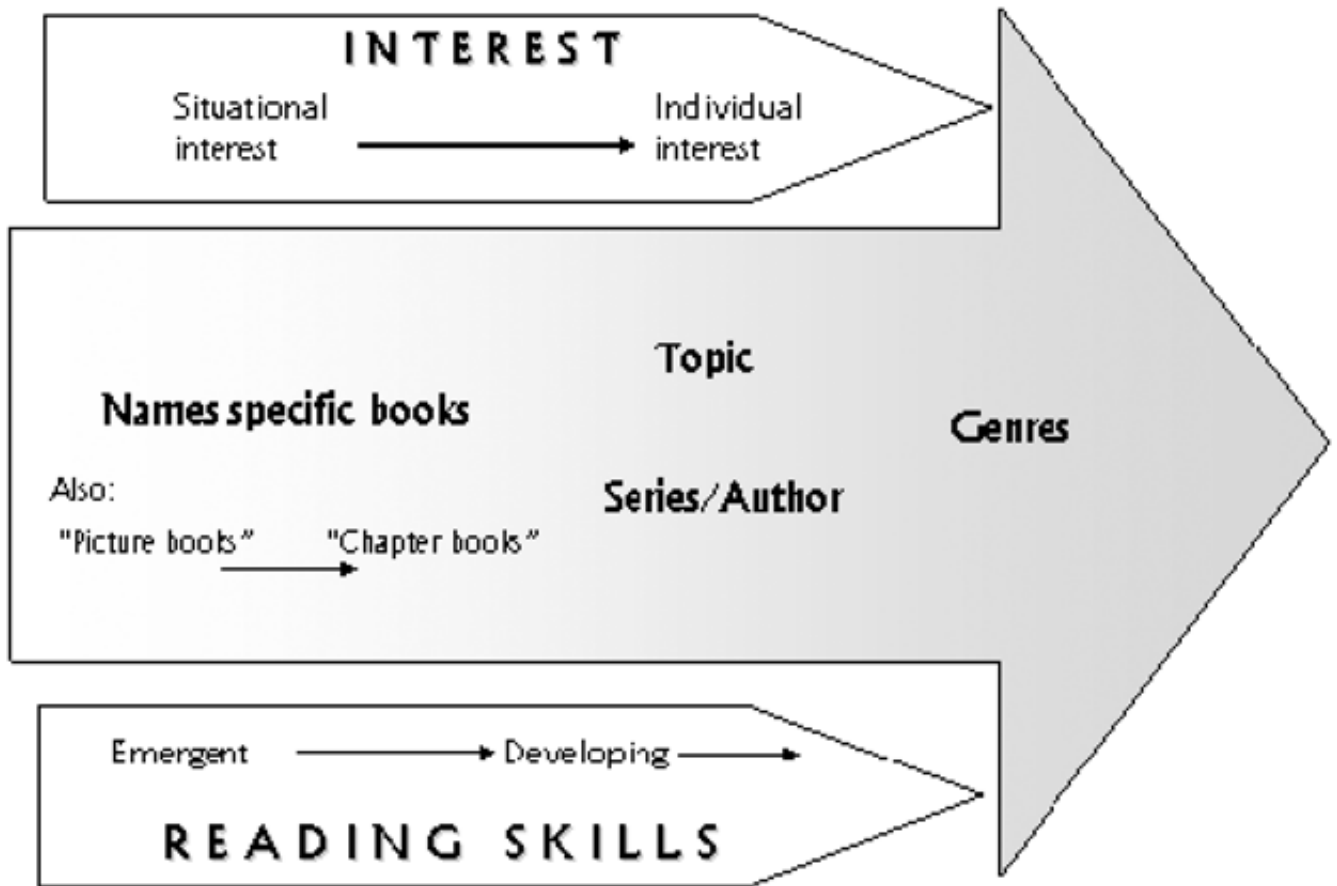 INTEREST
Situational
interest
Individual
interest
Topic
Names specific books
Genres
Also:
Series/Author
"Picture books”
"Chapter books”
Emergent
Developing
READING SKILLS